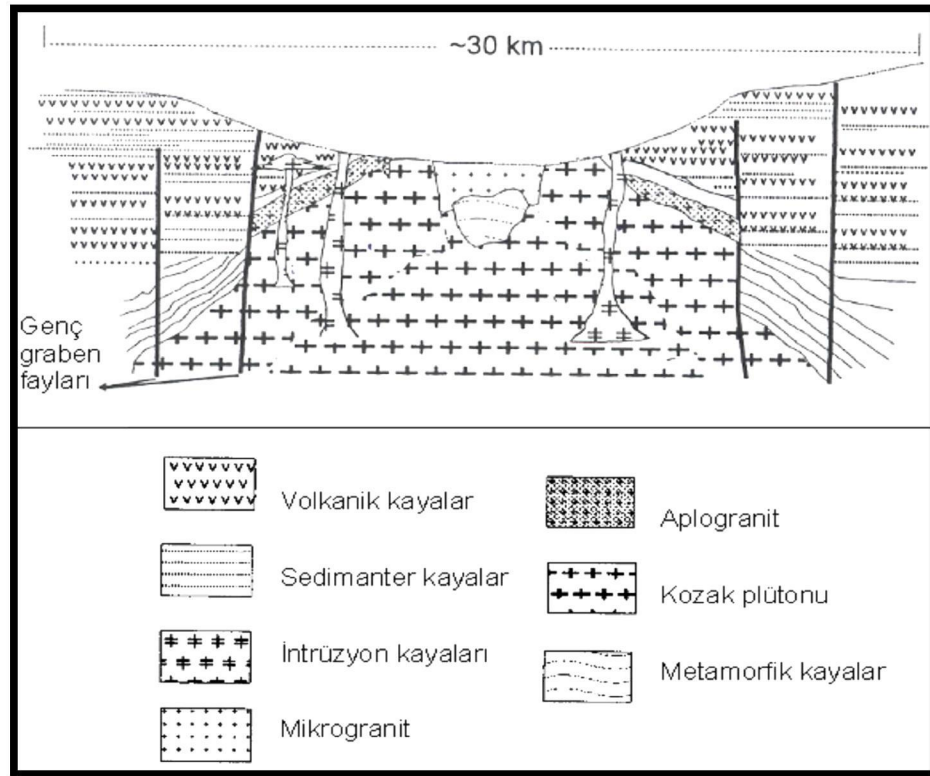 ~30 km
Genç
graben
fayları
Volkanik kayalar
Aplogranit
Sedimanter kayalar
Kozak plütonu
İntrüzyon kayaları
Metamorfik kayalar
Mikrogranit